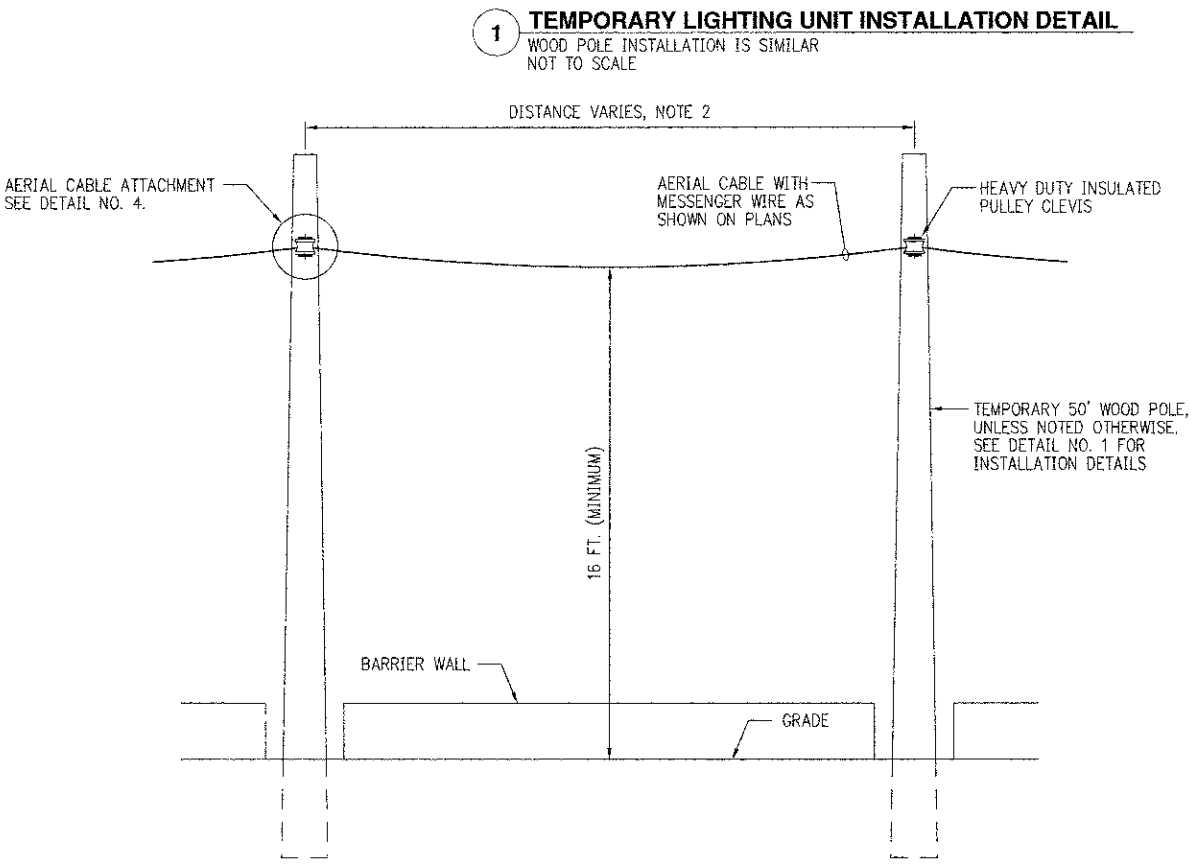 1 TEMPORARY LIGHTING UNIT INSTALLATION DETAIL
WOOD POLE INSTALLATION IS SIMILAR
NOT TO SCALE
DISTANCE VARIES, NOTE 2
AERIAL CABLE ATTACHMENT
SEE DETAIL NO. 4.
AERIAL CABLE WITH
MESSENGER WIRE AS
SHOWN ON PLANS
HEAVY DUTY INSULATED
PULLEY CLEVIS
TEMPORARY 50' WOOD POLE,
UNLESS NOTED OTHERWISE,
SEE DETAIL NO. 1 FOR
INSTALLATION DETAILS
16 FT. (MINIMUM)
BARRIER WALL
GRADE